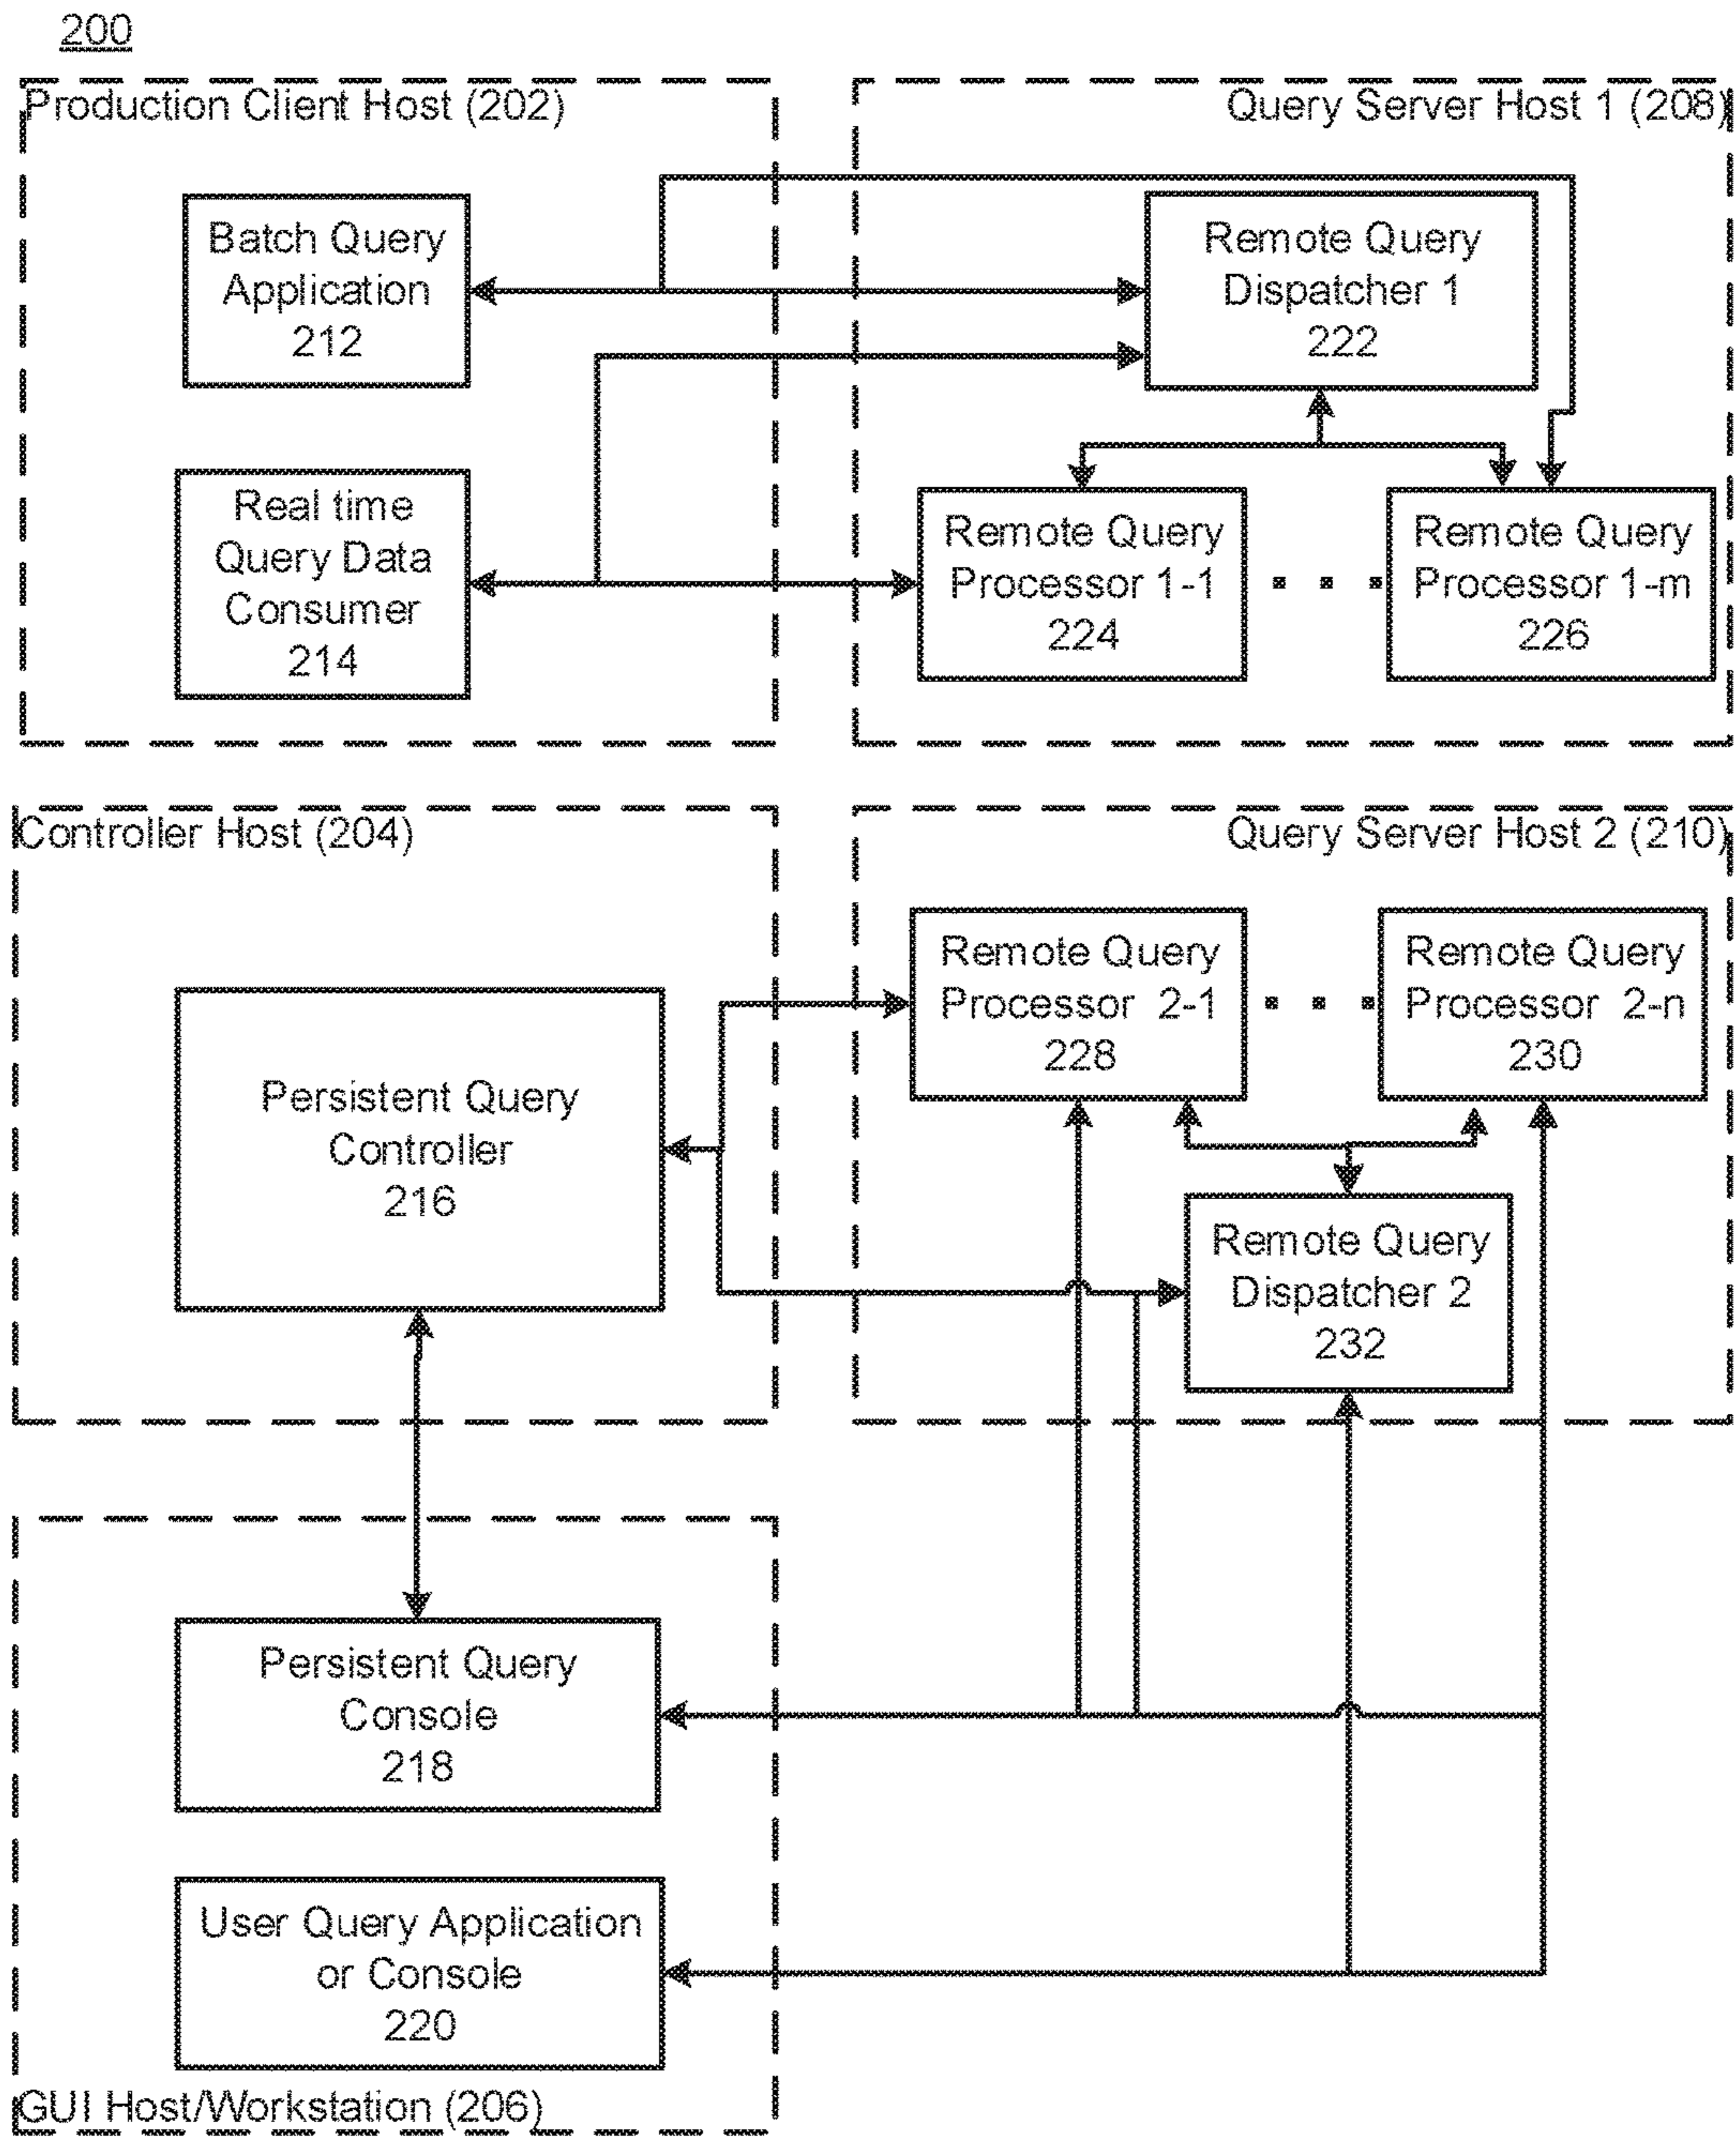 200
Production Client Host (202)
Query Server Host 1 (208)
Batch Query
Application
212
Remote Query
Dispatcher 1
222
Real time
Query Data
Consumer
214
Remote Query
Processor 1-1
224
Remote Query
Processor 1-m
226
Controller Host (204)
Query Server Host 2 (210)
Remote Query
Processor 2-1
228
Remote Query
Processor 2-n
230
Persistent Query
Controller
216
Remote Query
Dispatcher 2
232
Persistent Query
Console
218
User Query Application
or Console
220
GUI Host/Workstation (206)